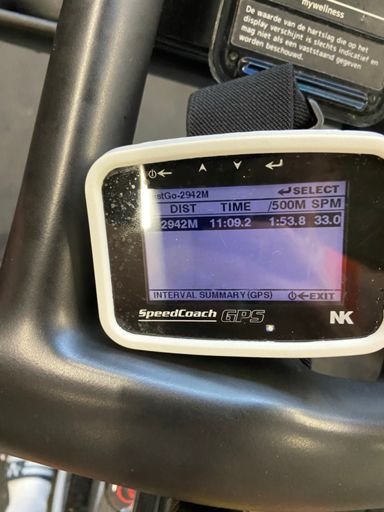 mywellness
De waarde van de hartslag die op het
display verschijnt is slechts indicatief en
mag niet als een vaststaand gegeven
worden beschouwd.
stGo-2942M SELECT
DIST TIME /500M SPM
2942M 11:09.2 1:53.8 33.0
INTERVAL SUMMARY (GPS) EXIT
SpeedCoach GPS NK